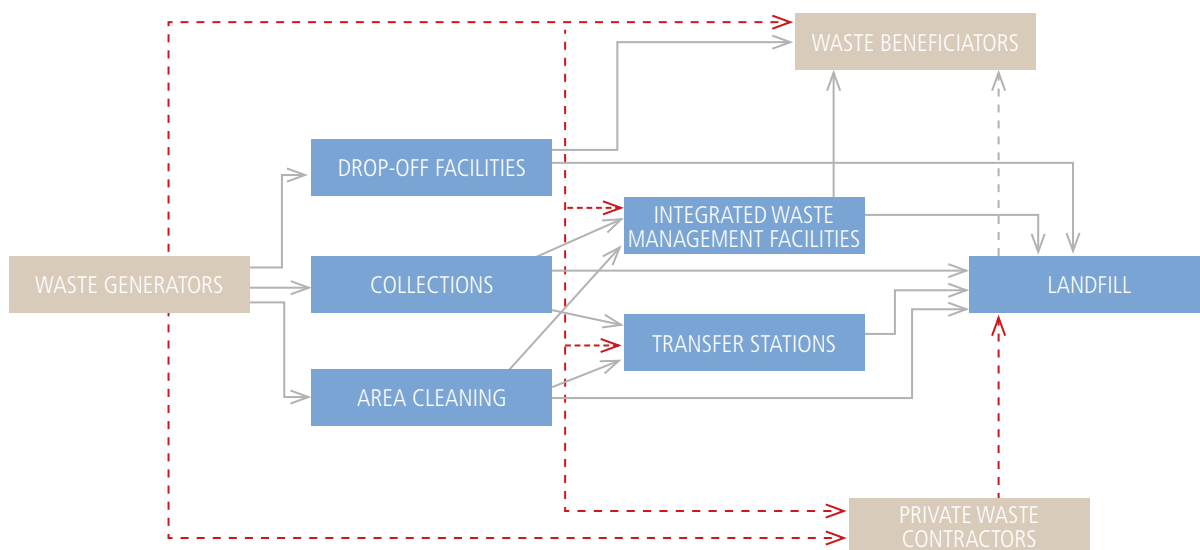 WASTE BENEFICIATORS
DROP-OFF FACILITIES
INTEGRATED WASTE
MANAGEMENT FACILITIES
WASTE GENERATORS
COLLECTIONS
LANDFILL
TRANSFER STATIONS
AREA CLEANING
PRIVATE WASTE
CONTRACTORS